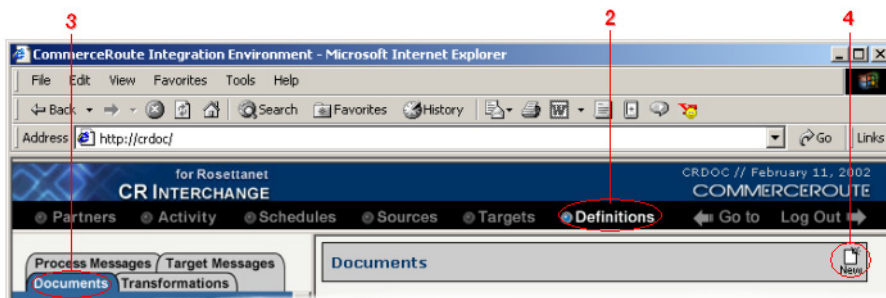 3 2 4
CommerceRoute Integration Environment - Microsoft Internet Explorer
File Edit View Favorites Tools Help
Back Search Favorites History
Address http://crdoc/ Go Links
for Rosettanet
CR INTERCHANGE
CRDOC // February 11, 2002
COMMERCEROUTE
Partners Activity Schedules Sources Targets Definitions Go to Log Out
Process Messages Target Messages
Documents Transformations
Documents
New